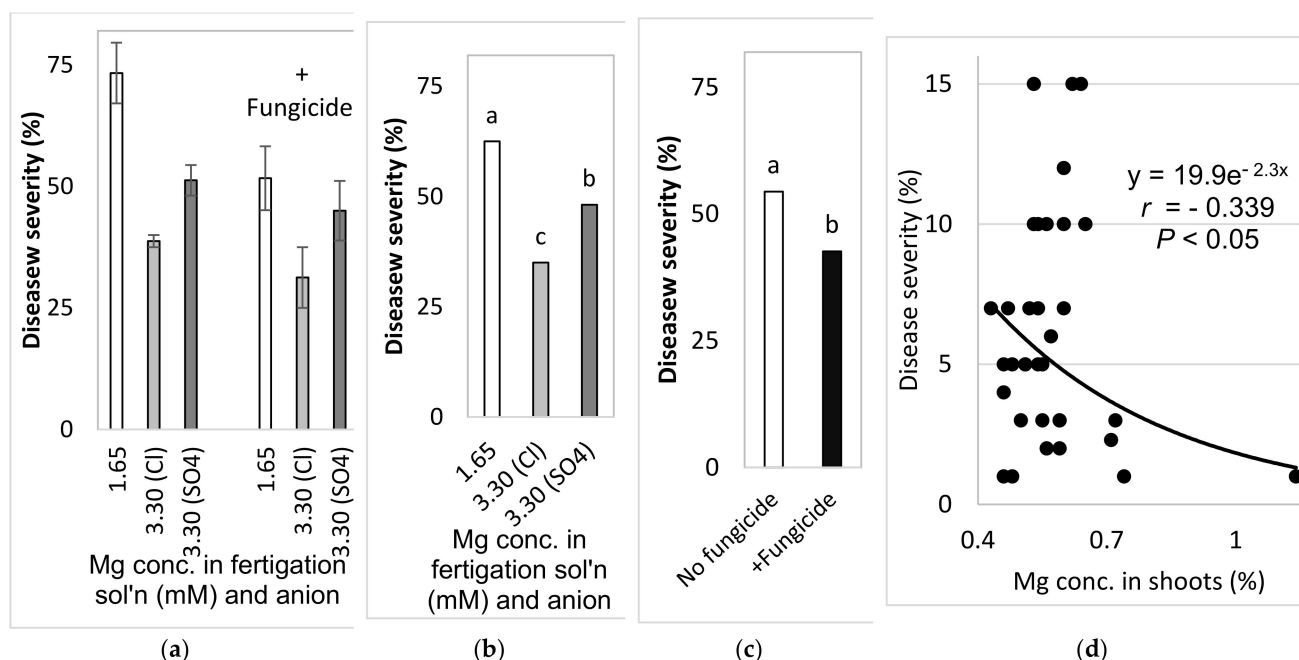 Diseasew severity (%)
75
50
25
0
+
Fungicide
1.65
3.30 (Cl)
3.30 (SO4)
1.65
3.30 (Cl)
3.30 (SO4)
Mg conc. in fertigation
sol'n (mM) and anion
(a)
Diseasew severity (%)
75
50
25
0
a
c
b
1.65
3.30 (Cl)
3.30 (SO4)
Mg conc. in
fertigation sol'n
(mM) and anion
(b)
Diseasew severity (%)
75
50
25
0
a
b
No fungicide
+Fungicide
(c)
Disease severity (%)
15
10
5
0
y = 19.9e^- 2.3x
r = - 0.339
P < 0.05
0.4
0.7
1
Mg conc. in shoots (%)
(d)